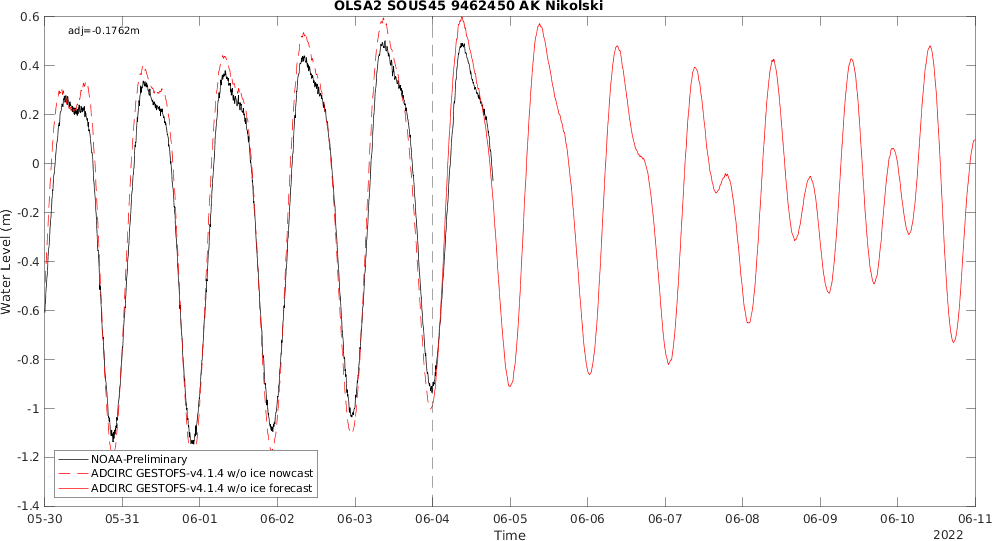 OLSA2 SOUS45 9462450 AK Nikolski
adj=-0.1762m
0.6
0.4
0.2
0
-0.2
-0.4
-0.6
-0.8
-1
-1.2
-1.4
Water Level (m)
NOAA-Preliminary
ADCIRC GESTOFS-v4.1.4 w/o ice nowcast
ADCIRC GESTOFS-v4.1.4 w/o ice forecast
05-30 05-31 06-01 06-02 06-03 06-04 06-05 06-06 06-07 06-08 06-09 06-10 06-11
Time
2022